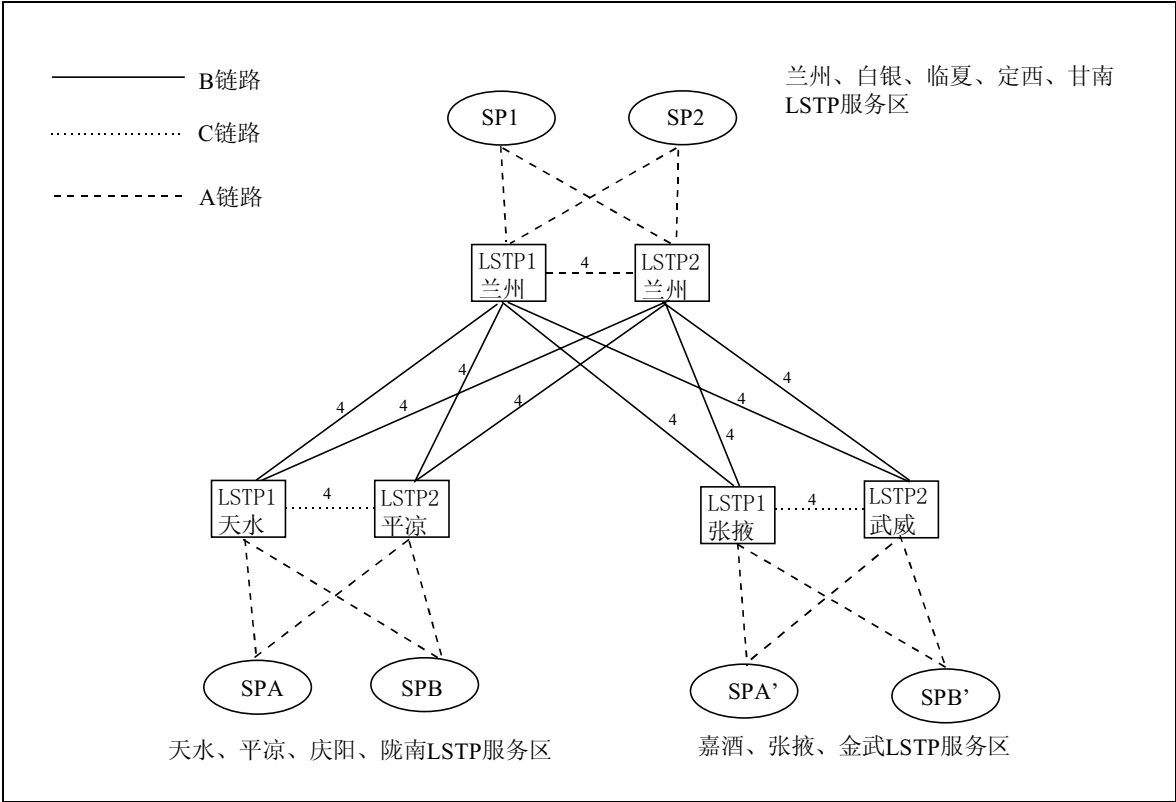 B链路
C链路
A链路
兰州、白银、临夏、定西、甘南
LSTP服务区
SP1
SP2
LSTP1
兰州
4
LSTP2
兰州
4
4
4
4
4
4
4
4
LSTP1
天水
4
LSTP2
平凉
LSTP1
张掖
4
LSTP2
武威
SPA
SPB
SPA’
SPB’
天水、平凉、庆阳、陇南LSTP服务区
嘉酒、张掖、金武LSTP服务区